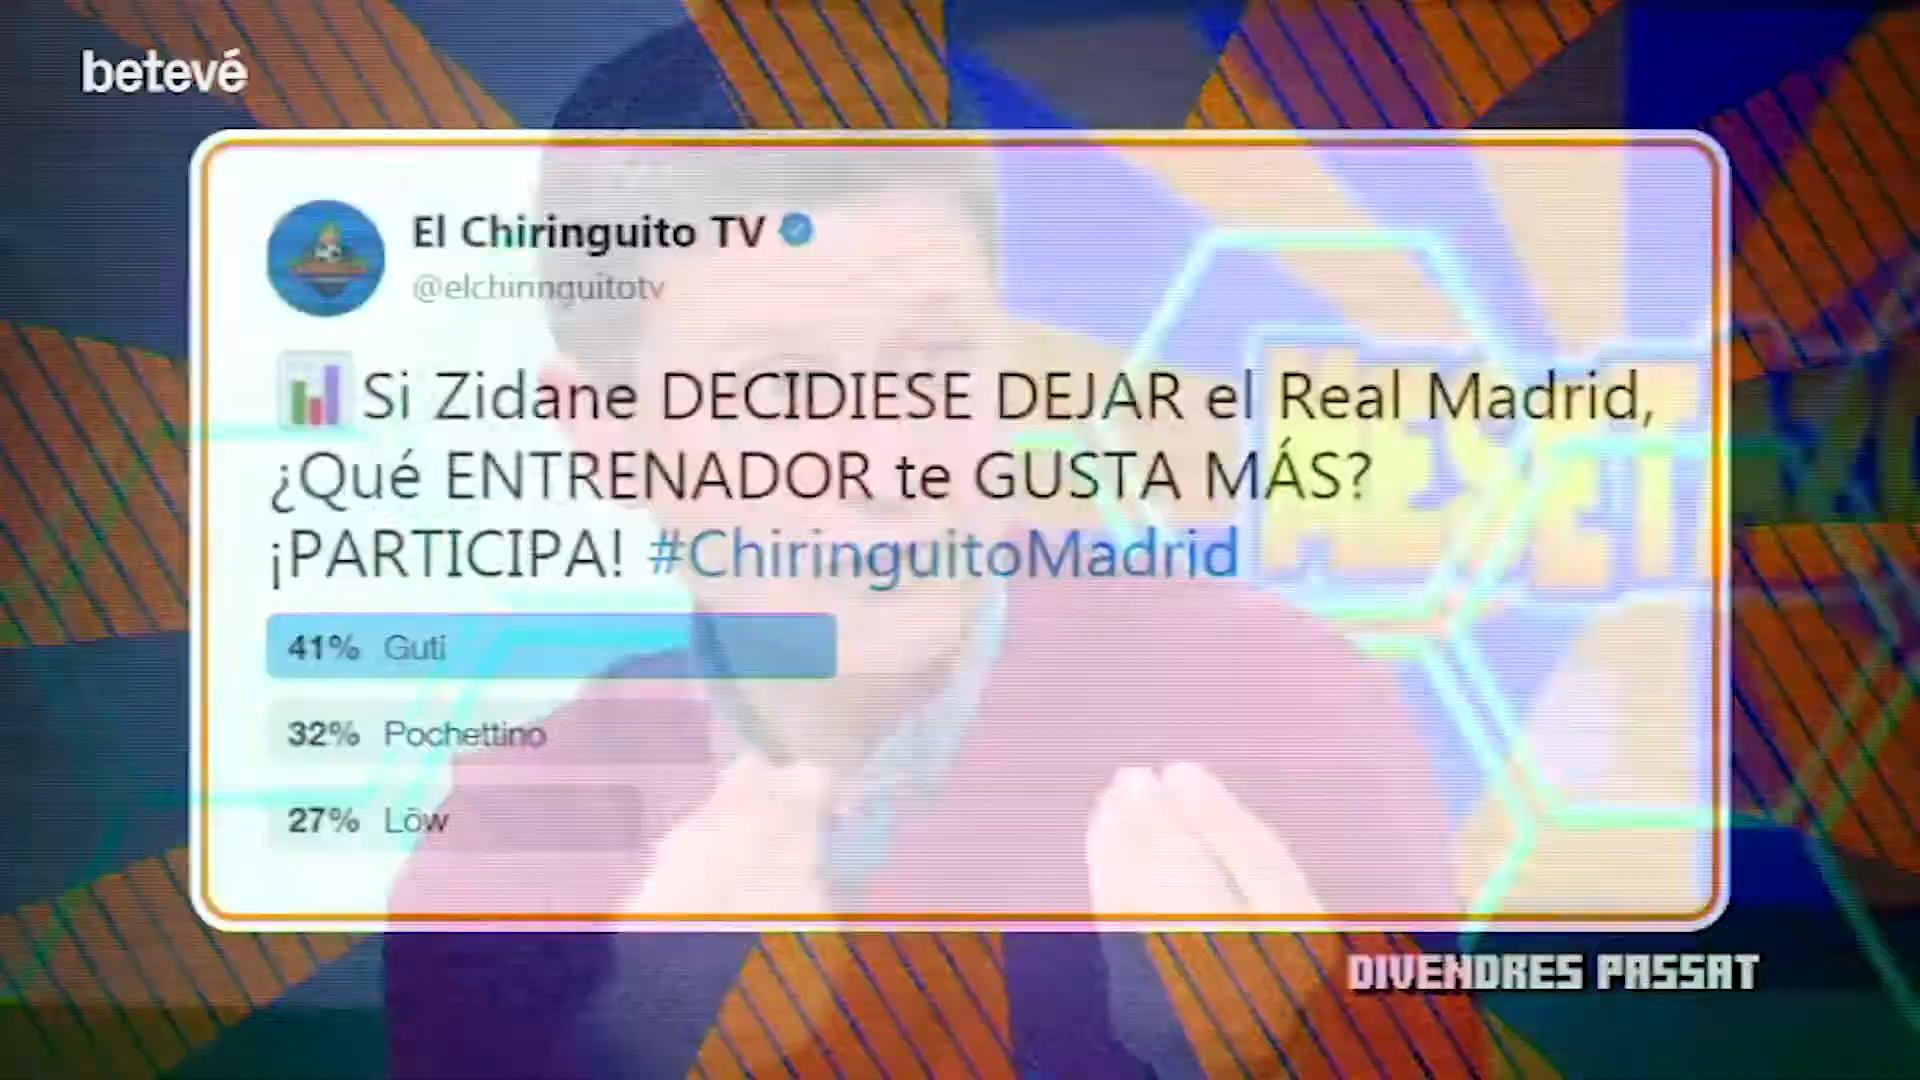 betevé
El Chiringuito TV
@elchiringuitotv
Si Zidane DECIDIESE DEJAR el Real Madrid,
¿Qué ENTRENADOR te GUSTA MÁS?
¡PARTICIPA! #ChiringuitoMadrid
41% Guti
32% Pochettino
27% Löw
DIVENDRES PASSAT